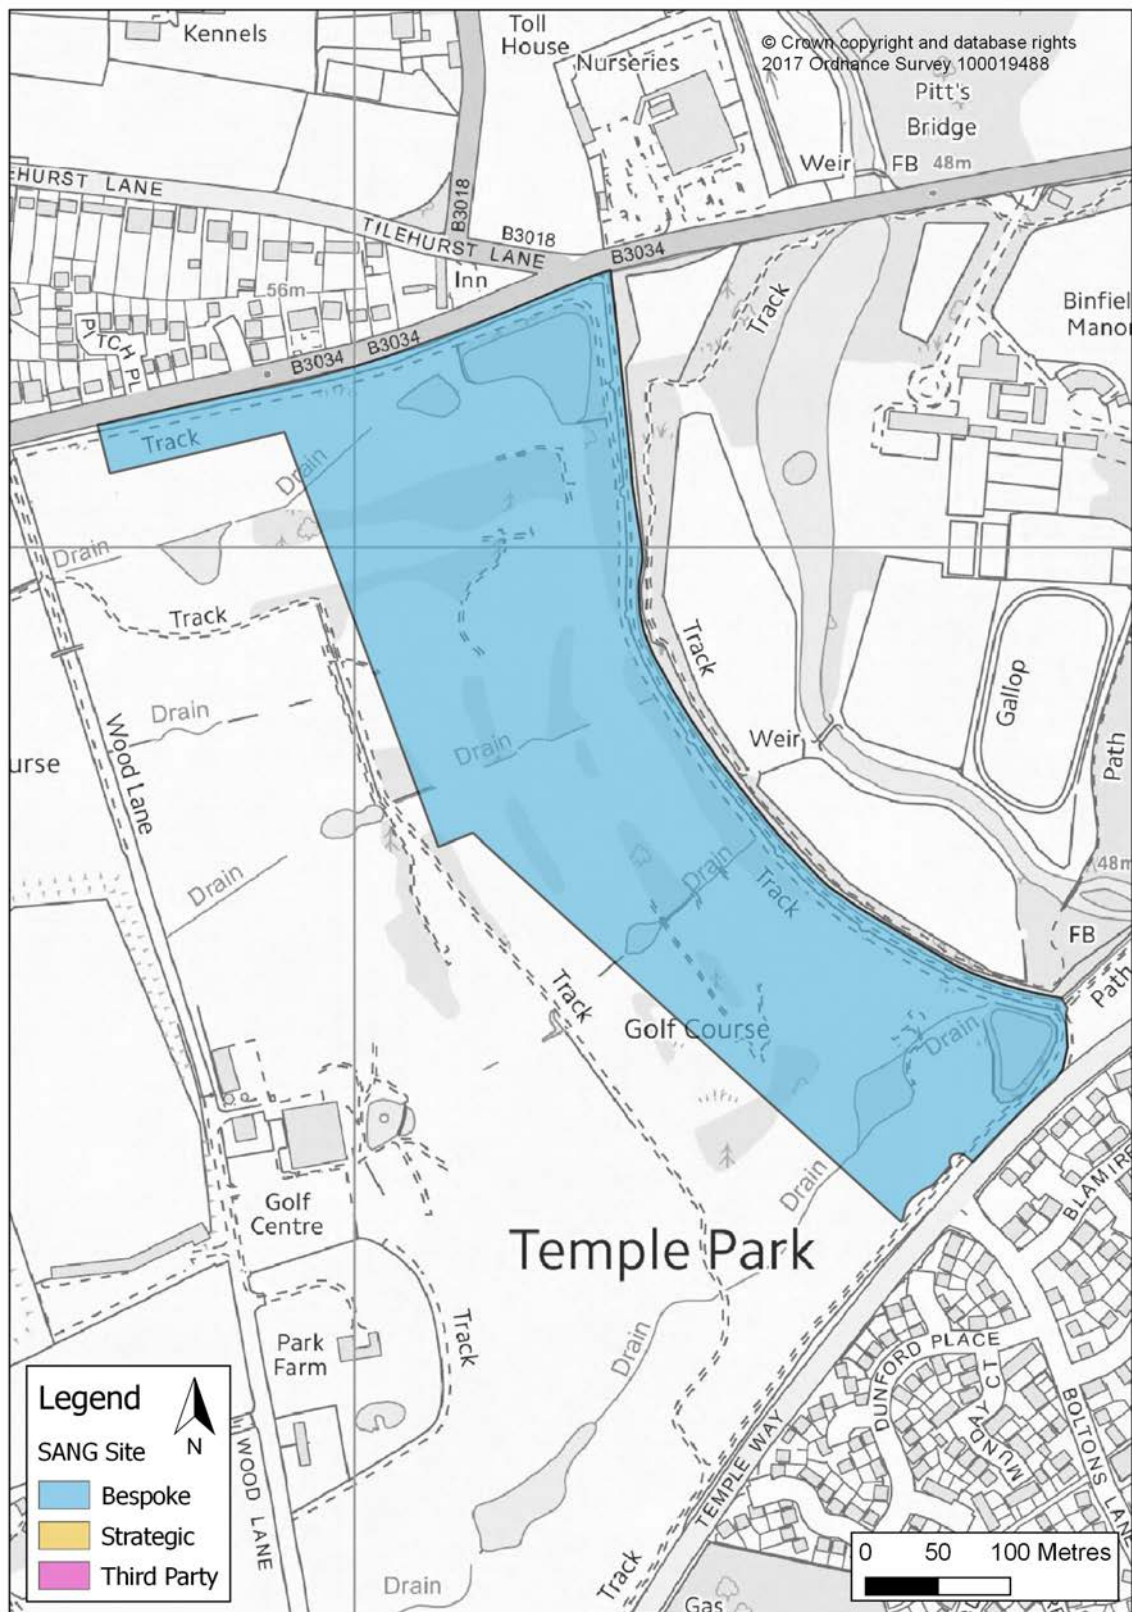 Kennels
Toll
House
Nurseries
© Crown copyright and database rights
2017 Ordnance Survey 100019488
Pitt's
Bridge
Weir
FB
48m
EHURST LANE
B3018
TILEHURST LANE
B3018
B3034
Inn
56m
PITCH PL
B3034
B3034
Track
Binfiel
Manor
Track
Drain
Drain
Track
Track
Gallop
Drain
Drain
Weir
Path
urse
Wood Lane
Drain
Drain
Track
48m
FB
Path
Track
Golf Course
Drain
Golf
Centre
Drain
Temple Park
BLAMIRE
Park
Farm
Track
Drain
DUNFORD PLACE
MUNDAY CT
BOLTONS LANE
WOOD LANE
TEMPLE WAY
Track
Drain
Gas
Legend
N
SANG Site
Bespoke
Strategic
Third Party
0 50 100 Metres